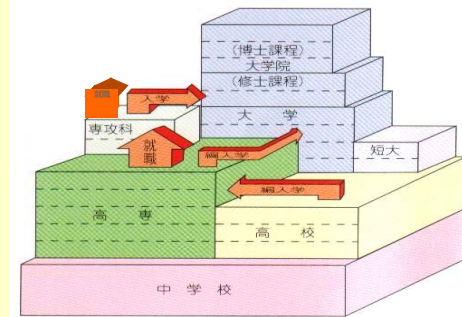 (博士課程)
大学院
(修士課程)
入学
大学
専攻科
就職
編入学
短大
編入学
高専
高校
中学校